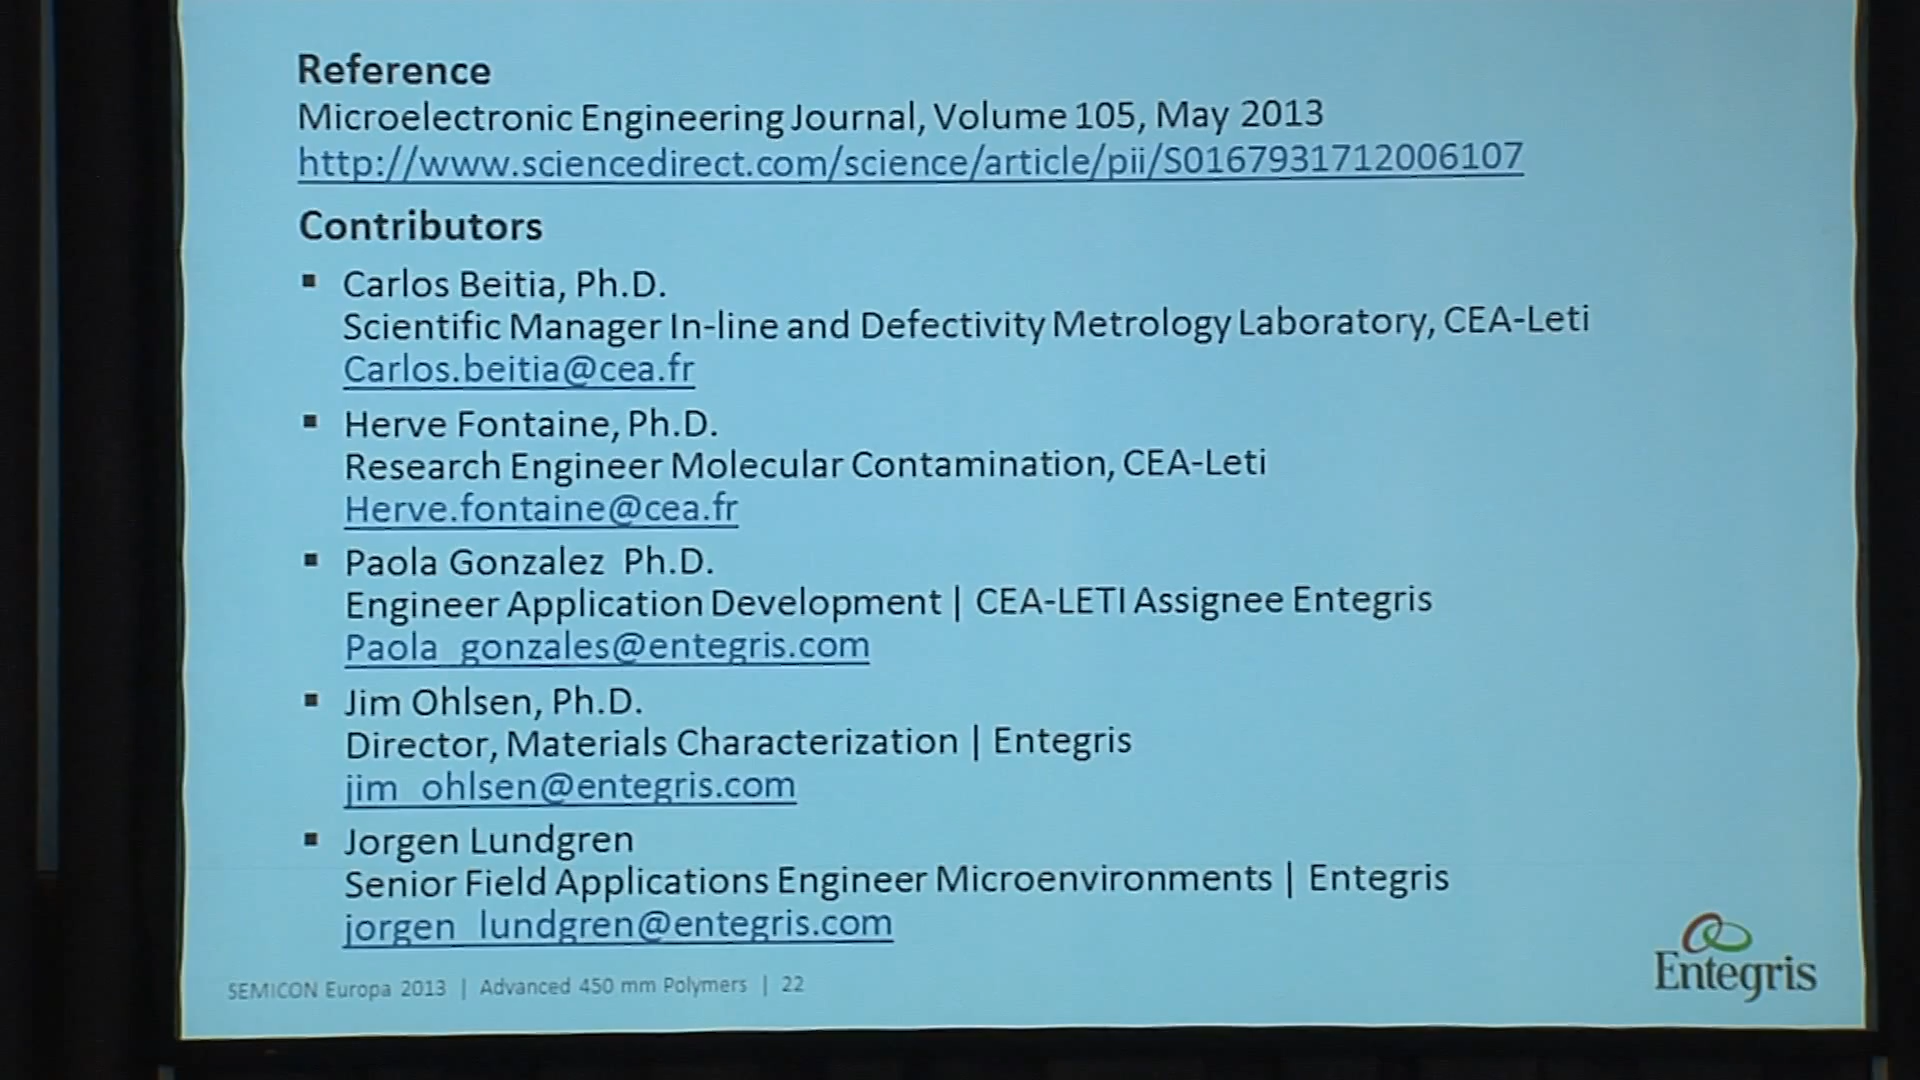 Reference
Microelectronic Engineering Journal, Volume 105, May 2013
http://www.sciencedirect.com/science/article/pii/S0167931712006107
Contributors
▪ Carlos Beitia, Ph.D.
Scientific Manager In-line and Defectivity Metrology Laboratory, CEA-Leti
Carlos.beitia@cea.fr
▪ Herve Fontaine, Ph.D.
Research Engineer Molecular Contamination, CEA-Leti
Herve.fontaine@cea.fr
▪ Paola Gonzalez Ph.D.
Engineer Application Development | CEA-LETI Assignee Entegris
Paola_gonzales@entegris.com
▪ Jim Ohlsen, Ph.D.
Director, Materials Characterization | Entegris
jim_ohlsen@entegris.com
▪ Jorgen Lundgren
Senior Field Applications Engineer Microenvironments | Entegris
jorgen_lundgren@entegris.com
SEMICON Europa 2013 | Advanced 450 mm Polymers | 22
Entegris